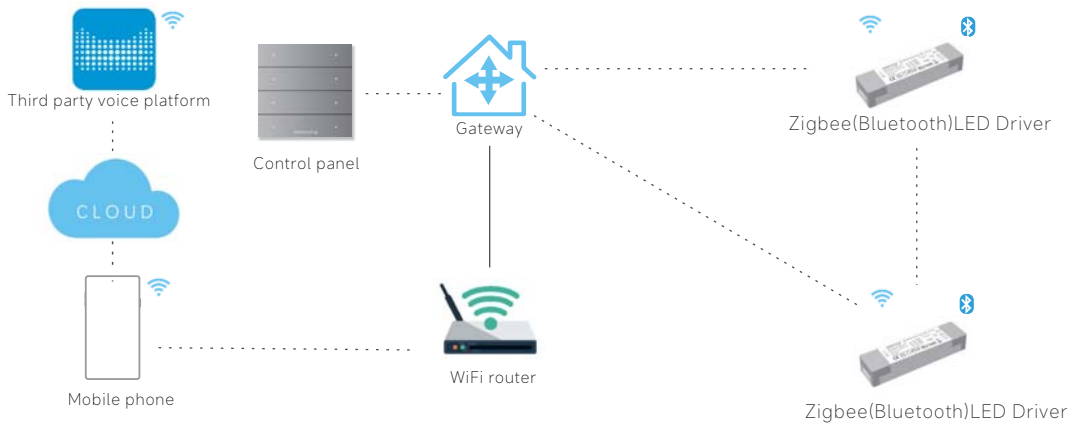 Third party voice platform
CLOUD
Mobile phone
Control panel
Gateway
WiFi router
Zigbee(Bluetooth)LED Driver
Zigbee(Bluetooth)LED Driver